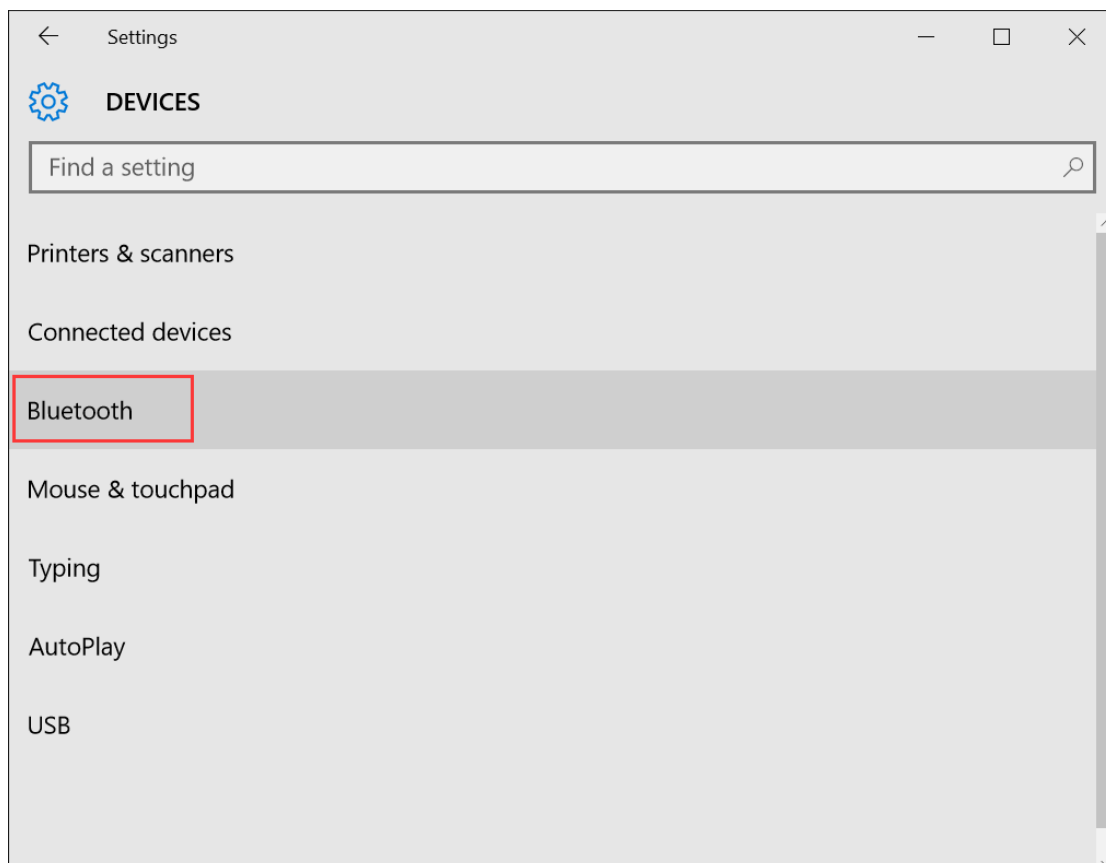 Settings
DEVICES
Find a setting
Printers & scanners
Connected devices
Bluetooth
Mouse & touchpad
Typing
AutoPlay
USB